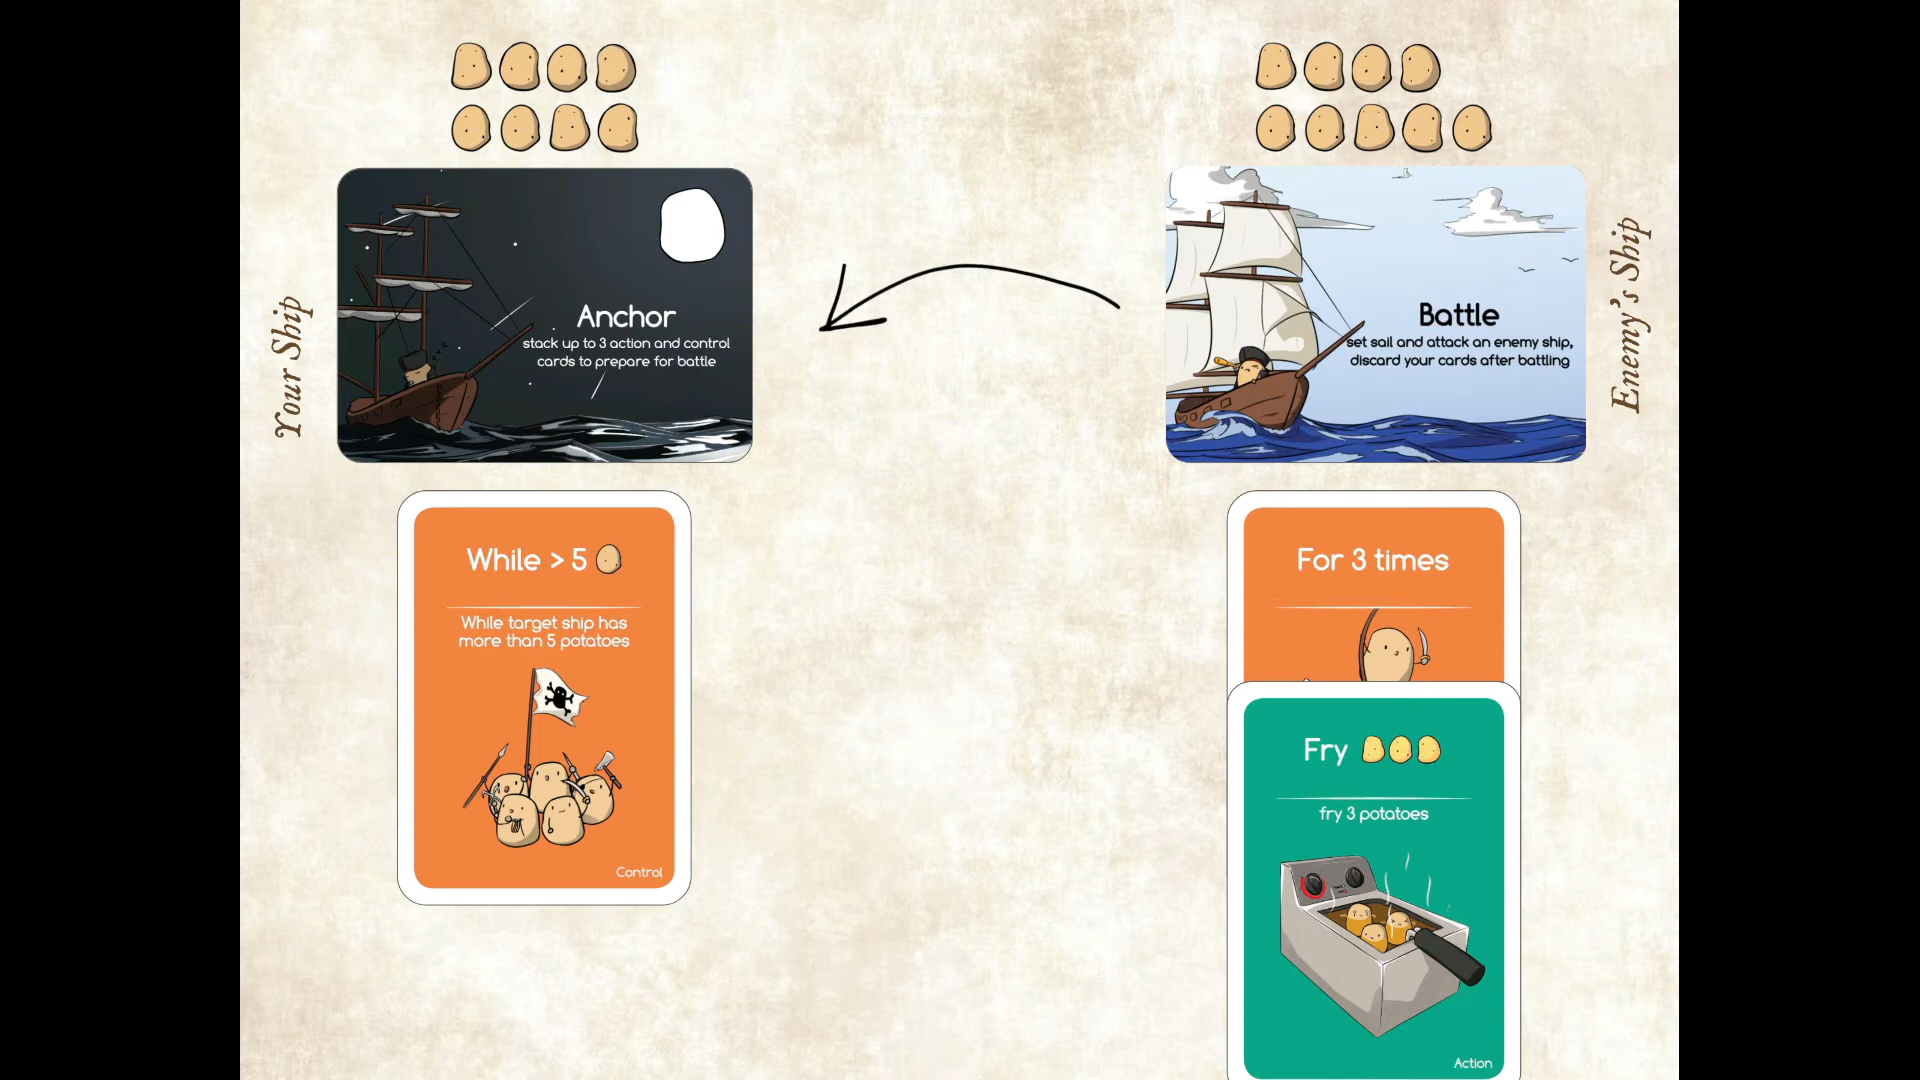 Your Ship
Anchor
stack up to 3 action and control
cards to prepare for battle
While > 5
While target ship has
more than 5 potatoes
Control
Battle
set sail and attack an enemy ship,
discard your cards after battling
Enemy's Ship
For 3 times
Fry
fry 3 potatoes
Action